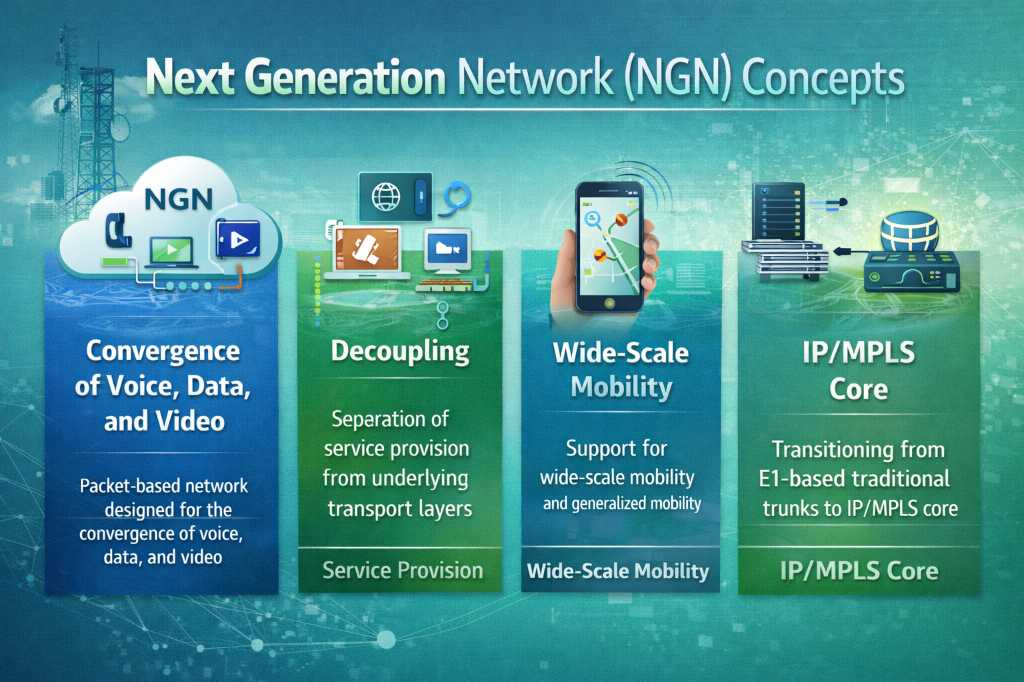 Next Generation Network (NGN) Concepts
NGN
Convergence
of Voice, Data,
and Video
Packet-based network
designed for the
convergence of voice,
data, and video
Decoupling
Separation of
service provision
from underlying
transport layers
Service Provision
Wide-Scale
Mobility
Support for
wide-scale mobility
and generalized mobility
Wide-Scale Mobility
IP/MPLS
Core
Transitioning from
E1-based traditional
trunks to IP/MPLS core
IP/MPLS Core